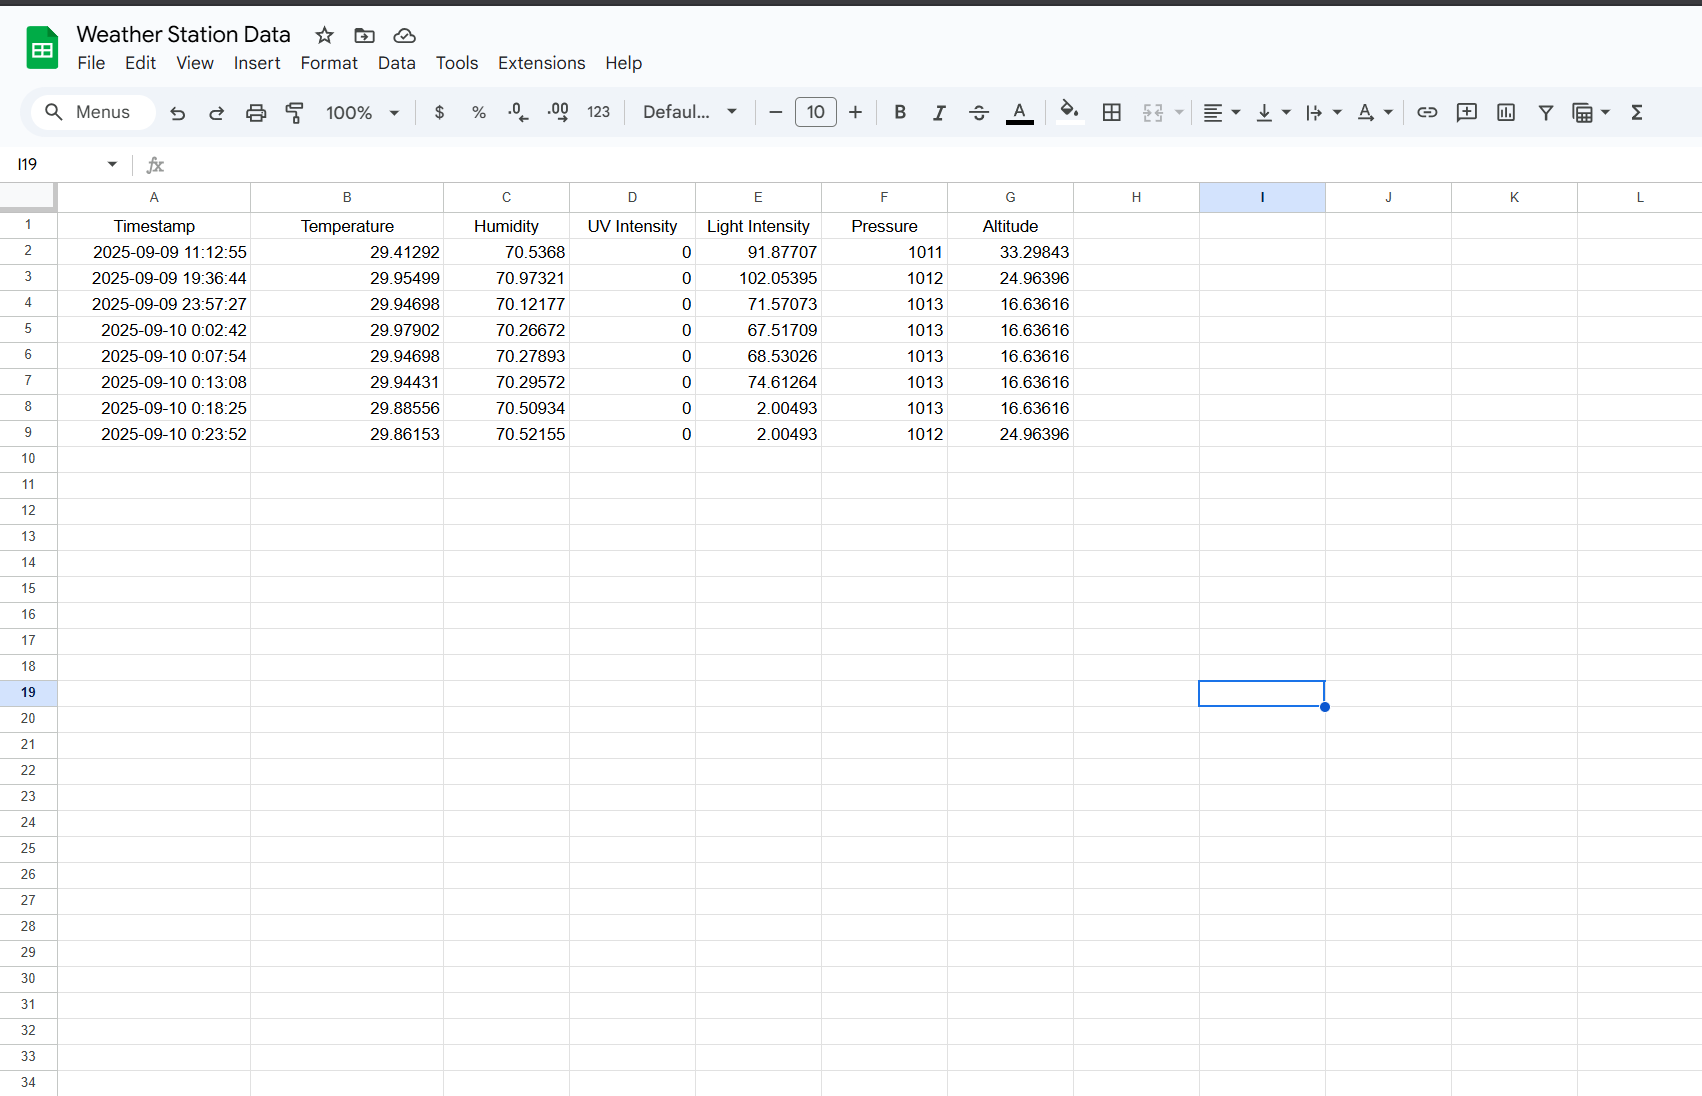 Weather Station Data
File Edit View Insert Format Data Tools Extensions Help
Menus 100% $ % .0 .00 123 Defaul... 10 B I A A Σ
I19 fx
A B C D E F G H I J K L
1 Timestamp Temperature Humidity UV Intensity Light Intensity Pressure Altitude
2 2025-09-09 11:12:55 29.41292 70.5368 0 91.87707 1011 33.29843
3 2025-09-09 19:36:44 29.95499 70.97321 0 102.05395 1012 24.96396
4 2025-09-09 23:57:27 29.94698 70.12177 0 71.57073 1013 16.63616
5 2025-09-10 0:02:42 29.97902 70.26672 0 67.51709 1013 16.63616
6 2025-09-10 0:07:54 29.94698 70.27893 0 68.53026 1013 16.63616
7 2025-09-10 0:13:08 29.94431 70.29572 0 74.61264 1013 16.63616
8 2025-09-10 0:18:25 29.88556 70.50934 0 2.00493 1013 16.63616
9 2025-09-10 0:23:52 29.86153 70.52155 0 2.00493 1012 24.96396
10
11
12
13
14
15
16
17
18
19
20
21
22
23
24
25
26
27
28
29
30
31
32
33
34